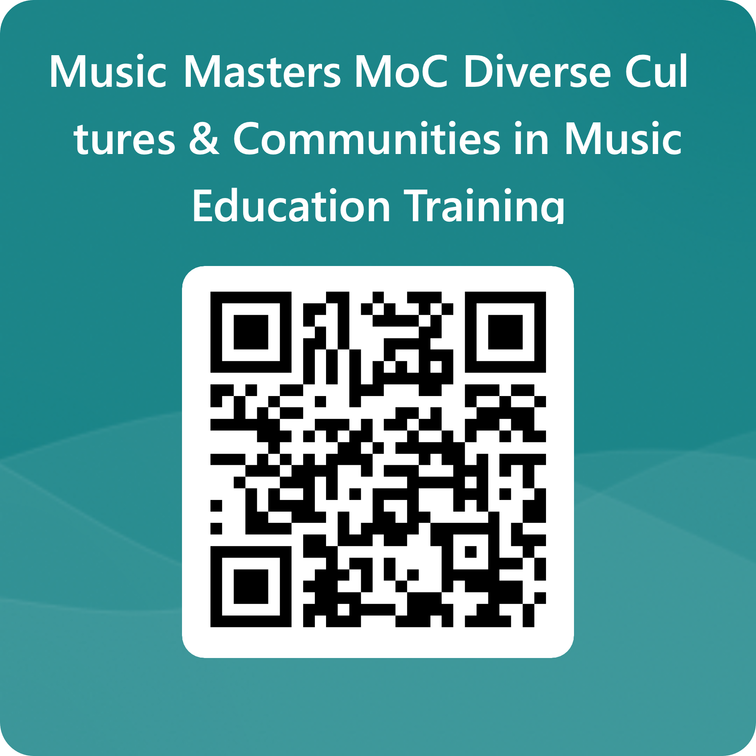 Music Masters MoC Diverse Cul
tures & Communities in Music
Education Training